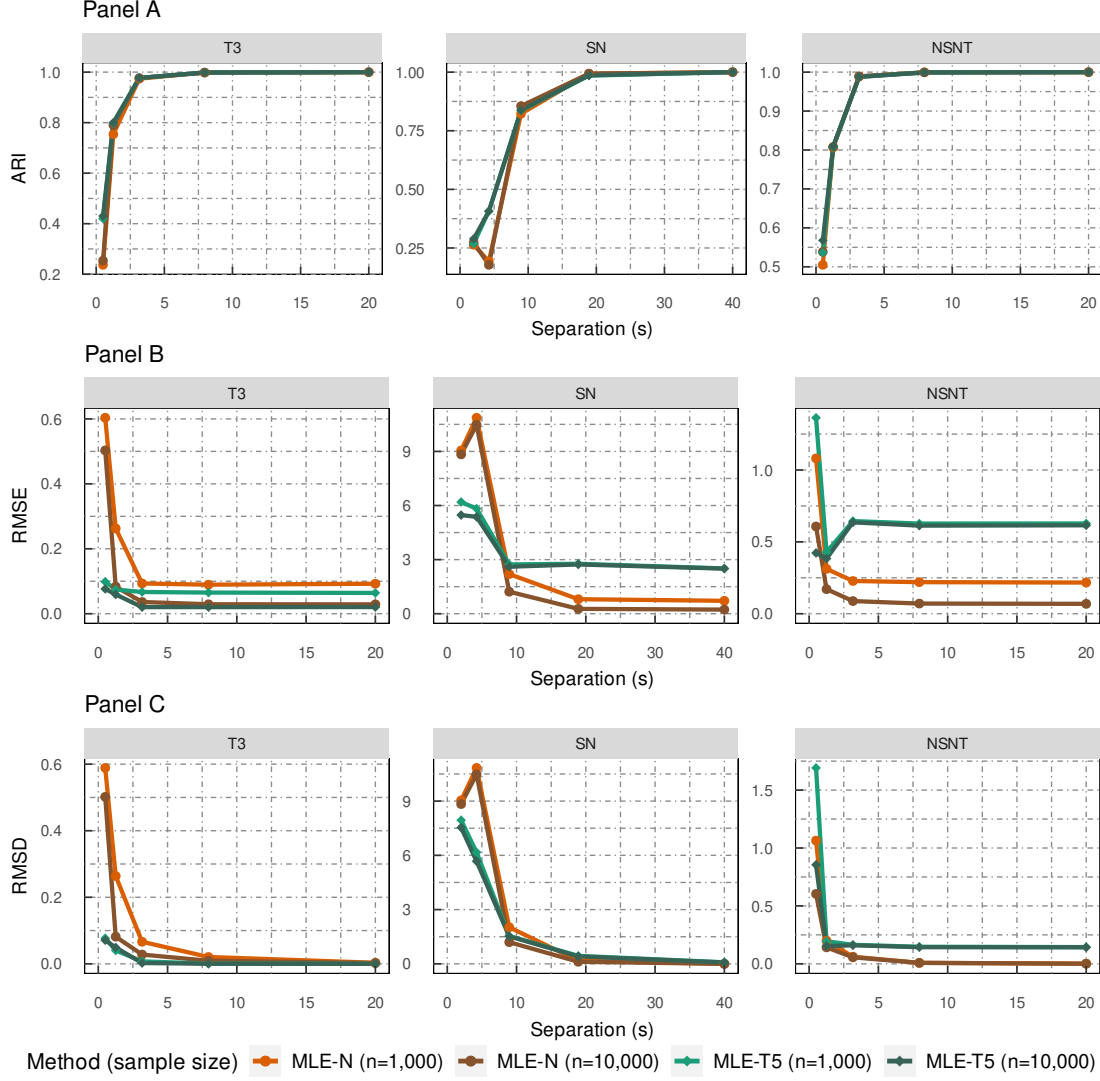 Panel A
T3 SN NSNT
ARI
1.0 1.00 1.0
0.8 0.75 0.9
0.6 0.50 0.8
0.4 0.25 0.7
0.2 0.6
0.5
0 5 10 15 20 0 10 20 30 40 0 5 10 15 20
Separation (s)
Panel B
T3 SN NSNT
RMSE
0.6 9 1.0
0.4 6 0.5
0.2 3 0.0
0.0 0
0 5 10 15 20 0 10 20 30 40 0 5 10 15 20
Separation (s)
Panel C
T3 SN NSNT
RMSD
0.6 9 1.5
0.4 6 1.0
0.2 3 0.5
0.0 0 0.0
0 5 10 15 20 0 10 20 30 40 0 5 10 15 20
Separation (s)
Method (sample size) MLE-N (n=1,000) MLE-N (n=10,000) MLE-T5 (n=1,000) MLE-T5 (n=10,000)